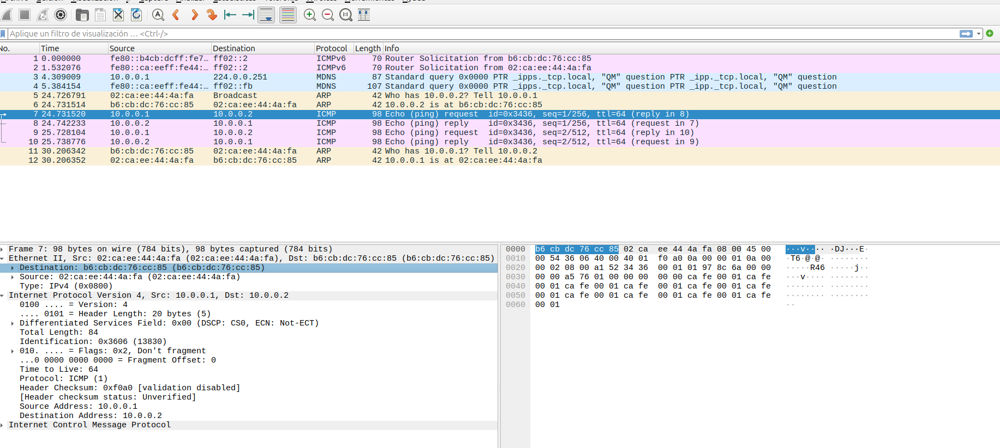 Aplique un filtro de visualización … <Ctrl-/>
No. Time Source Destination Protocol Length Info
1 0.000000 fe80::b4cb:dcff:fe7… ff02::2 ICMPv6 70 Router Solicitation from b6:cb:dc:76:cc:85
2 1.532076 fe80::ca:eeff:fe44:… ff02::2 ICMPv6 70 Router Solicitation from 02:ca:ee:44:4a:fa
3 4.309009 10.0.0.1 224.0.0.251 MDNS 87 Standard query 0x0000 PTR _ipps._tcp.local, "QM" question PTR _ipp._tcp.local, "QM" question
4 5.384154 fe80::ca:eeff:fe44:… ff02::fb MDNS 107 Standard query 0x0000 PTR _ipps._tcp.local, "QM" question PTR _ipp._tcp.local, "QM" question
5 24.726791 02:ca:ee:44:4a:fa Broadcast ARP 42 Who has 10.0.0.2? Tell 10.0.0.1
6 24.731514 b6:cb:dc:76:cc:85 02:ca:ee:44:4a:fa ARP 42 10.0.0.2 is at b6:cb:dc:76:cc:85
7 24.731520 10.0.0.1 10.0.0.2 ICMP 98 Echo (ping) request id=0x3436, seq=1/256, ttl=64 (reply in 8)
8 24.742233 10.0.0.2 10.0.0.1 ICMP 98 Echo (ping) reply id=0x3436, seq=1/256, ttl=64 (request in 7)
9 25.728104 10.0.0.1 10.0.0.2 ICMP 98 Echo (ping) request id=0x3436, seq=2/512, ttl=64 (reply in 10)
10 25.738776 10.0.0.2 10.0.0.1 ICMP 98 Echo (ping) reply id=0x3436, seq=2/512, ttl=64 (request in 9)
11 30.206342 b6:cb:dc:76:cc:85 02:ca:ee:44:4a:fa ARP 42 Who has 10.0.0.1? Tell 10.0.0.2
12 30.206352 02:ca:ee:44:4a:fa b6:cb:dc:76:cc:85 ARP 42 10.0.0.1 is at 02:ca:ee:44:4a:fa
Frame 7: 98 bytes on wire (784 bits), 98 bytes captured (784 bits)
Ethernet II, Src: 02:ca:ee:44:4a:fa (02:ca:ee:44:4a:fa), Dst: b6:cb:dc:76:cc:85 (b6:cb:dc:76:cc:85)
Destination: b6:cb:dc:76:cc:85 (b6:cb:dc:76:cc:85)
Source: 02:ca:ee:44:4a:fa (02:ca:ee:44:4a:fa)
Type: IPv4 (0x0800)
Internet Protocol Version 4, Src: 10.0.0.1, Dst: 10.0.0.2
0100 .... = Version: 4
.... 0101 = Header Length: 20 bytes (5)
Differentiated Services Field: 0x00 (DSCP: CS0, ECN: Not-ECT)
Total Length: 84
Identification: 0x3606 (13830)
010. .... = Flags: 0x2, Don't fragment
...0 0000 0000 0000 = Fragment Offset: 0
Time to Live: 64
Protocol: ICMP (1)
Header Checksum: 0xf0a0 [validation disabled]
[Header checksum status: Unverified]
Source Address: 10.0.0.1
Destination Address: 10.0.0.2
Internet Control Message Protocol
0000 b6 cb dc 76 cc 85 02 ca ee 44 4a fa 08 00 45 00 ···v···· ·DJ···E·
0010 00 54 36 06 40 00 40 01 f0 a0 0a 00 00 01 0a 00 ·T6·@·@· ········
0020 00 02 08 00 a1 52 34 36 00 01 01 97 8c 6a 00 00 ·····R46 ·····j··
0030 00 00 a5 76 01 00 00 00 00 00 ca fe 00 01 ca fe ···v···· ········
0040 00 01 ca fe 00 01 ca fe 00 01 ca fe 00 01 ca fe ········ ········
0050 00 01 ca fe 00 01 ca fe 00 01 ca fe 00 01 ca fe ········ ········
0060 00 01 ··